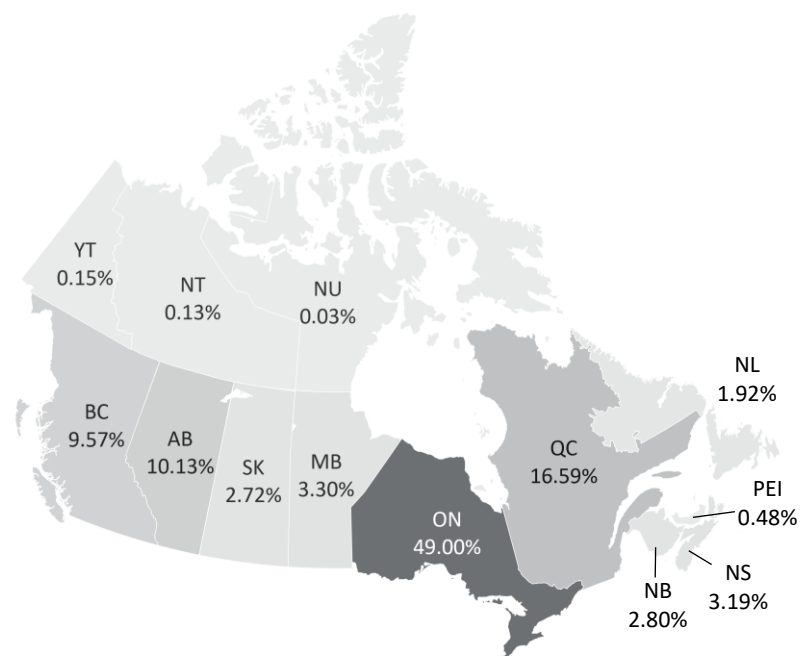 YT
0.15%
NT
0.13%
NU
0.03%
NL
1.92%
BC
9.57%
AB
10.13%
SK
2.72%
MB
3.30%
QC
16.59%
ON
49.00%
PEI
0.48%
NS
3.19%
NB
2.80%